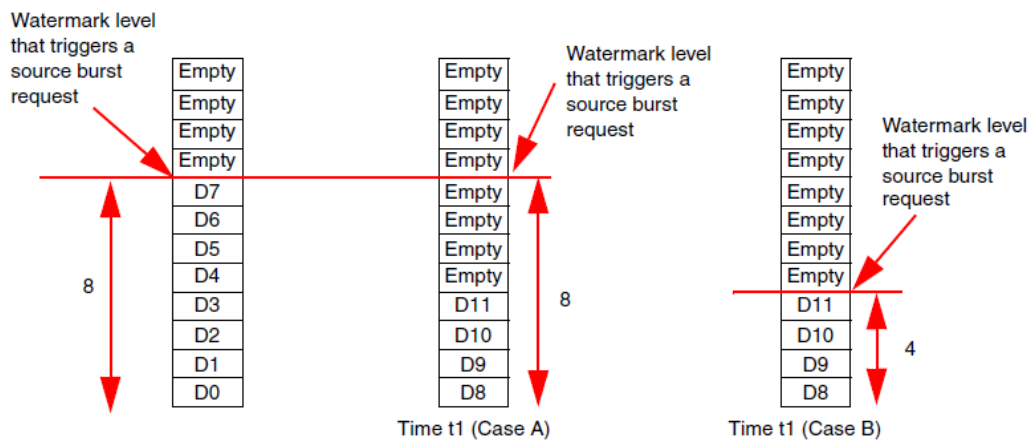 Watermark level
that triggers a
source burst
request
Empty
Empty
Empty
Empty
D7
D6
D5
D4
D3
D2
D1
D0
8
Watermark level
that triggers a
source burst
request
Empty
Empty
Empty
Empty
Empty
Empty
Empty
Empty
D11
D10
D9
D8
8
Time t1 (Case A)
Watermark level
that triggers a
source burst
request
Empty
Empty
Empty
Empty
Empty
Empty
Empty
Empty
D11
D10
D9
D8
4
Time t1 (Case B)